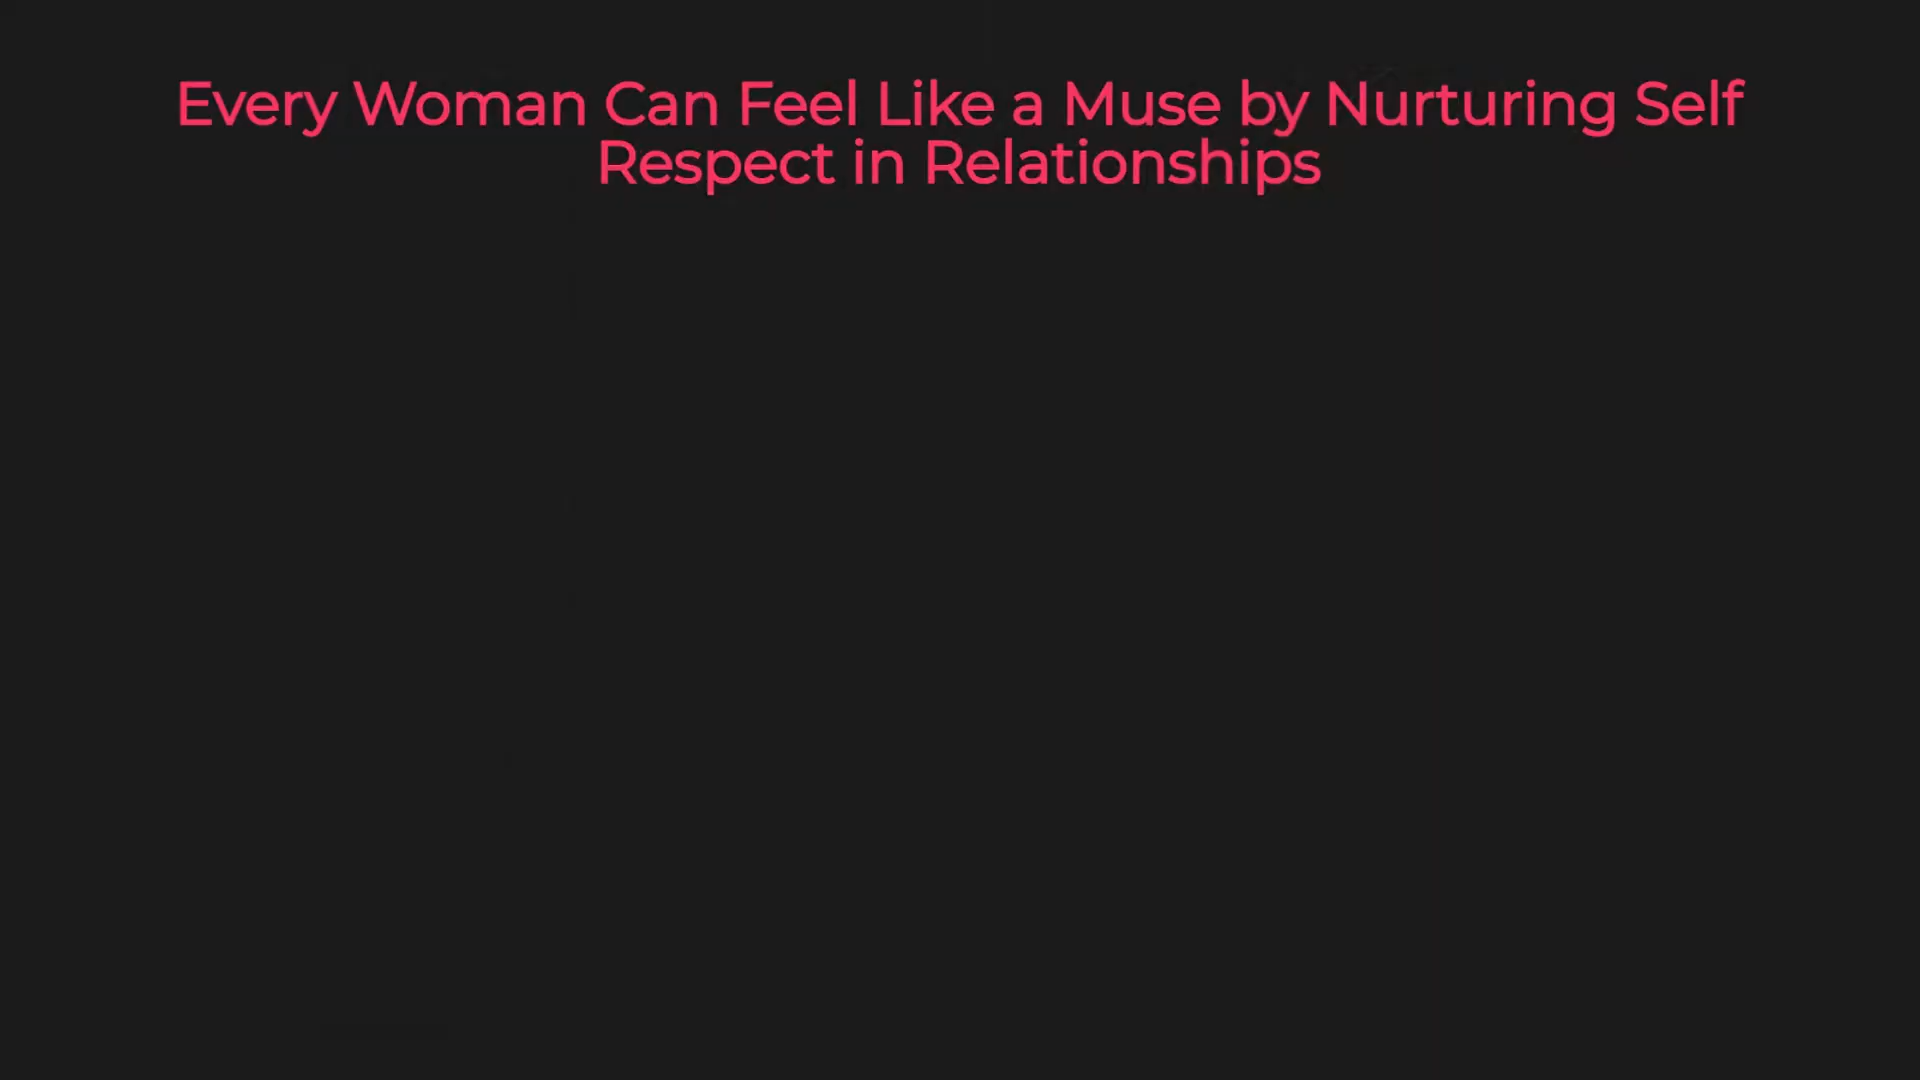 Every Woman Can Feel Like a Muse by Nurturing Self
Respect in Relationships